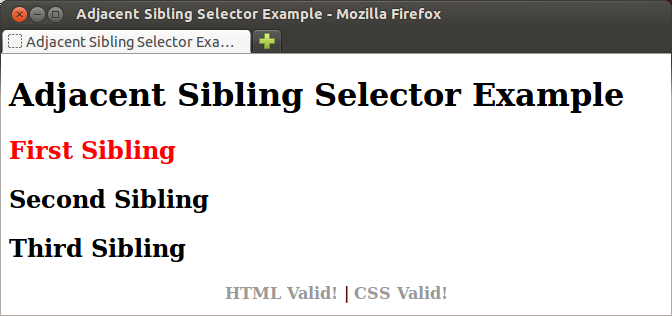 Adjacent Sibling Selector Example - Mozilla Firefox
Adjacent Sibling Selector Exa...
Adjacent Sibling Selector Example
First Sibling
Second Sibling
Third Sibling
HTML Valid! | CSS Valid!